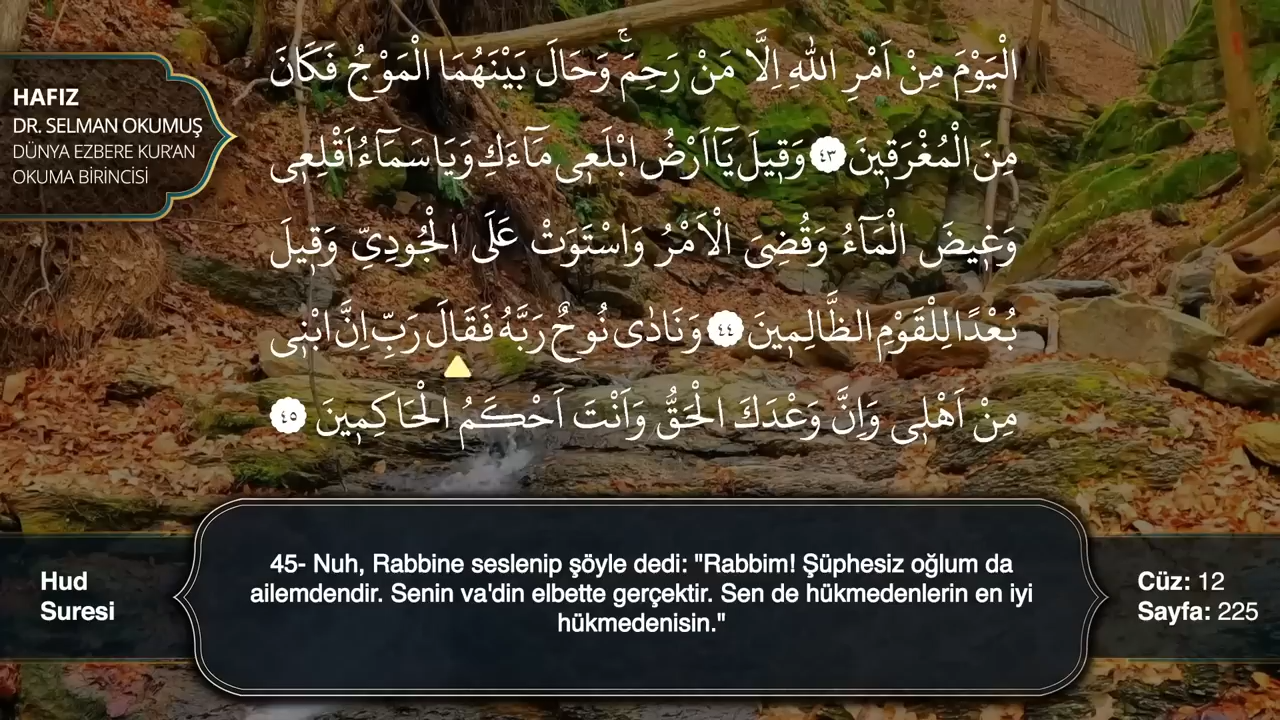 الْيَوْمَ مِنْ اَمْرِ اللّٰهِ اِلَّا مَنْ رَحِمَۚ وَحَالَ بَيْنَهُمَا الْمَوْجُ فَكَانَ
مِنَ الْمُغْرَقٖينَ ٤٣ وَقٖيلَ يَٓا اَرْضُ ابْلَعٖى مَٓاءَكِ وَيَا سَمَٓاءُ اَقْلِعٖى
وَغٖيضَ الْمَٓاءُ وَقُضِىَ الْاَمْرُ وَاسْتَوَتْ عَلَى الْجُودِىِّ وَقٖيلَ
بُعْدًا لِلْقَوْمِ الظَّالِمٖينَ ٤٤ وَنَادٰى نُوحٌ رَبَّهُ فَقَالَ رَبِّ اِنَّ ابْنٖى
مِنْ اَهْلٖى وَاِنَّ وَعْدَكَ الْحَقُّ وَاَنْتَ اَحْكَمُ الْحَاكِمٖينَ ٤٥
HAFIZ
DR. SELMAN OKUMUŞ
DÜNYA EZBERE KUR'AN
OKUMA BİRİNCİSİ
45- Nuh, Rabbine seslenip şöyle dedi: "Rabbim! Şüphesiz oğlum da
ailemdendir. Senin va'din elbette gerçektir. Sen de hükmedenlerin en iyi
hükmedenisin."
Hud
Suresi
Cüz: 12
Sayfa: 225